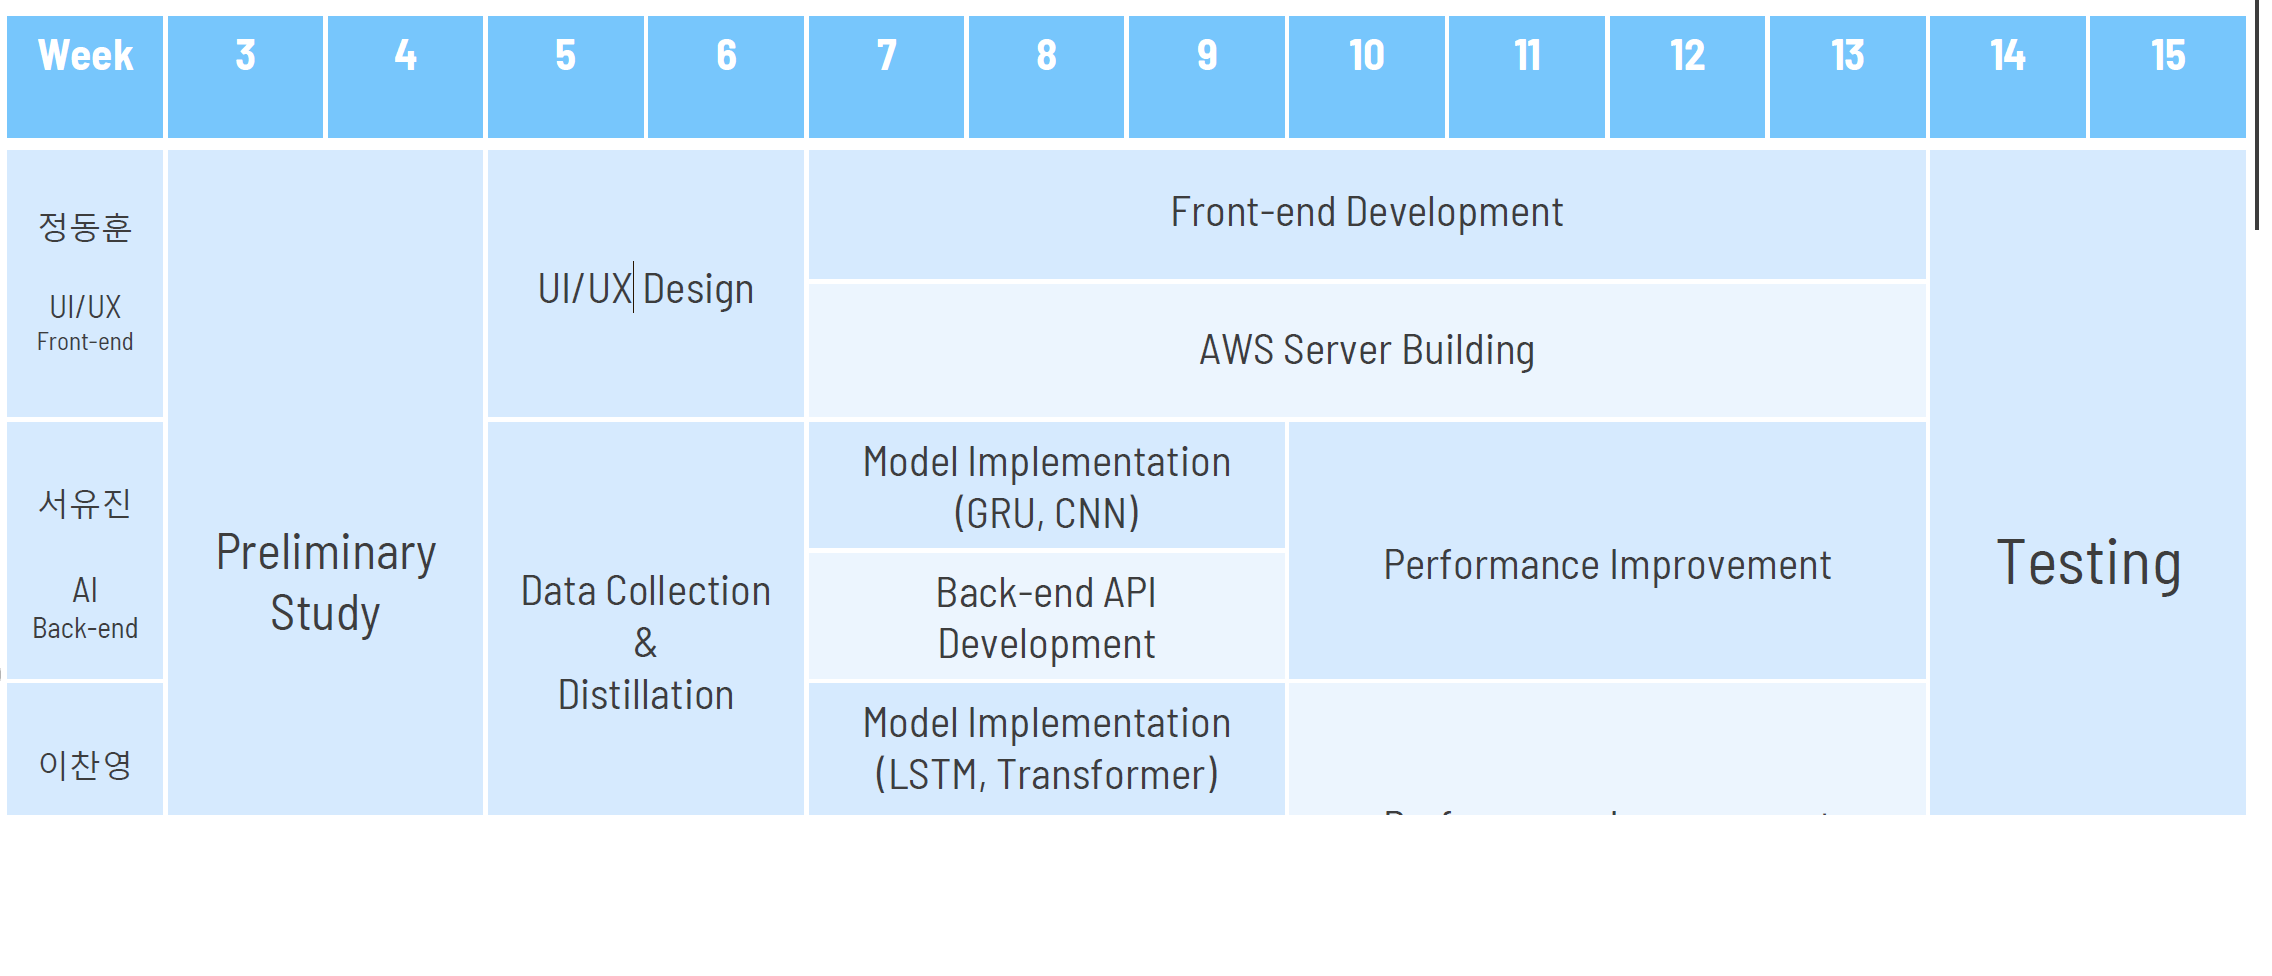 Week 3 4 5 6 7 8 9 10 11 12 13 14 15
정동훈
UI/UX
Front-end
서유진
AI
Back-end
이찬영
Preliminary
Study
UI/UX Design
Data Collection
&
Distillation
Front-end Development
AWS Server Building
Model Implementation
(GRU, CNN)
Back-end API
Development
Model Implementation
(LSTM, Transformer)
Performance Improvement
Testing